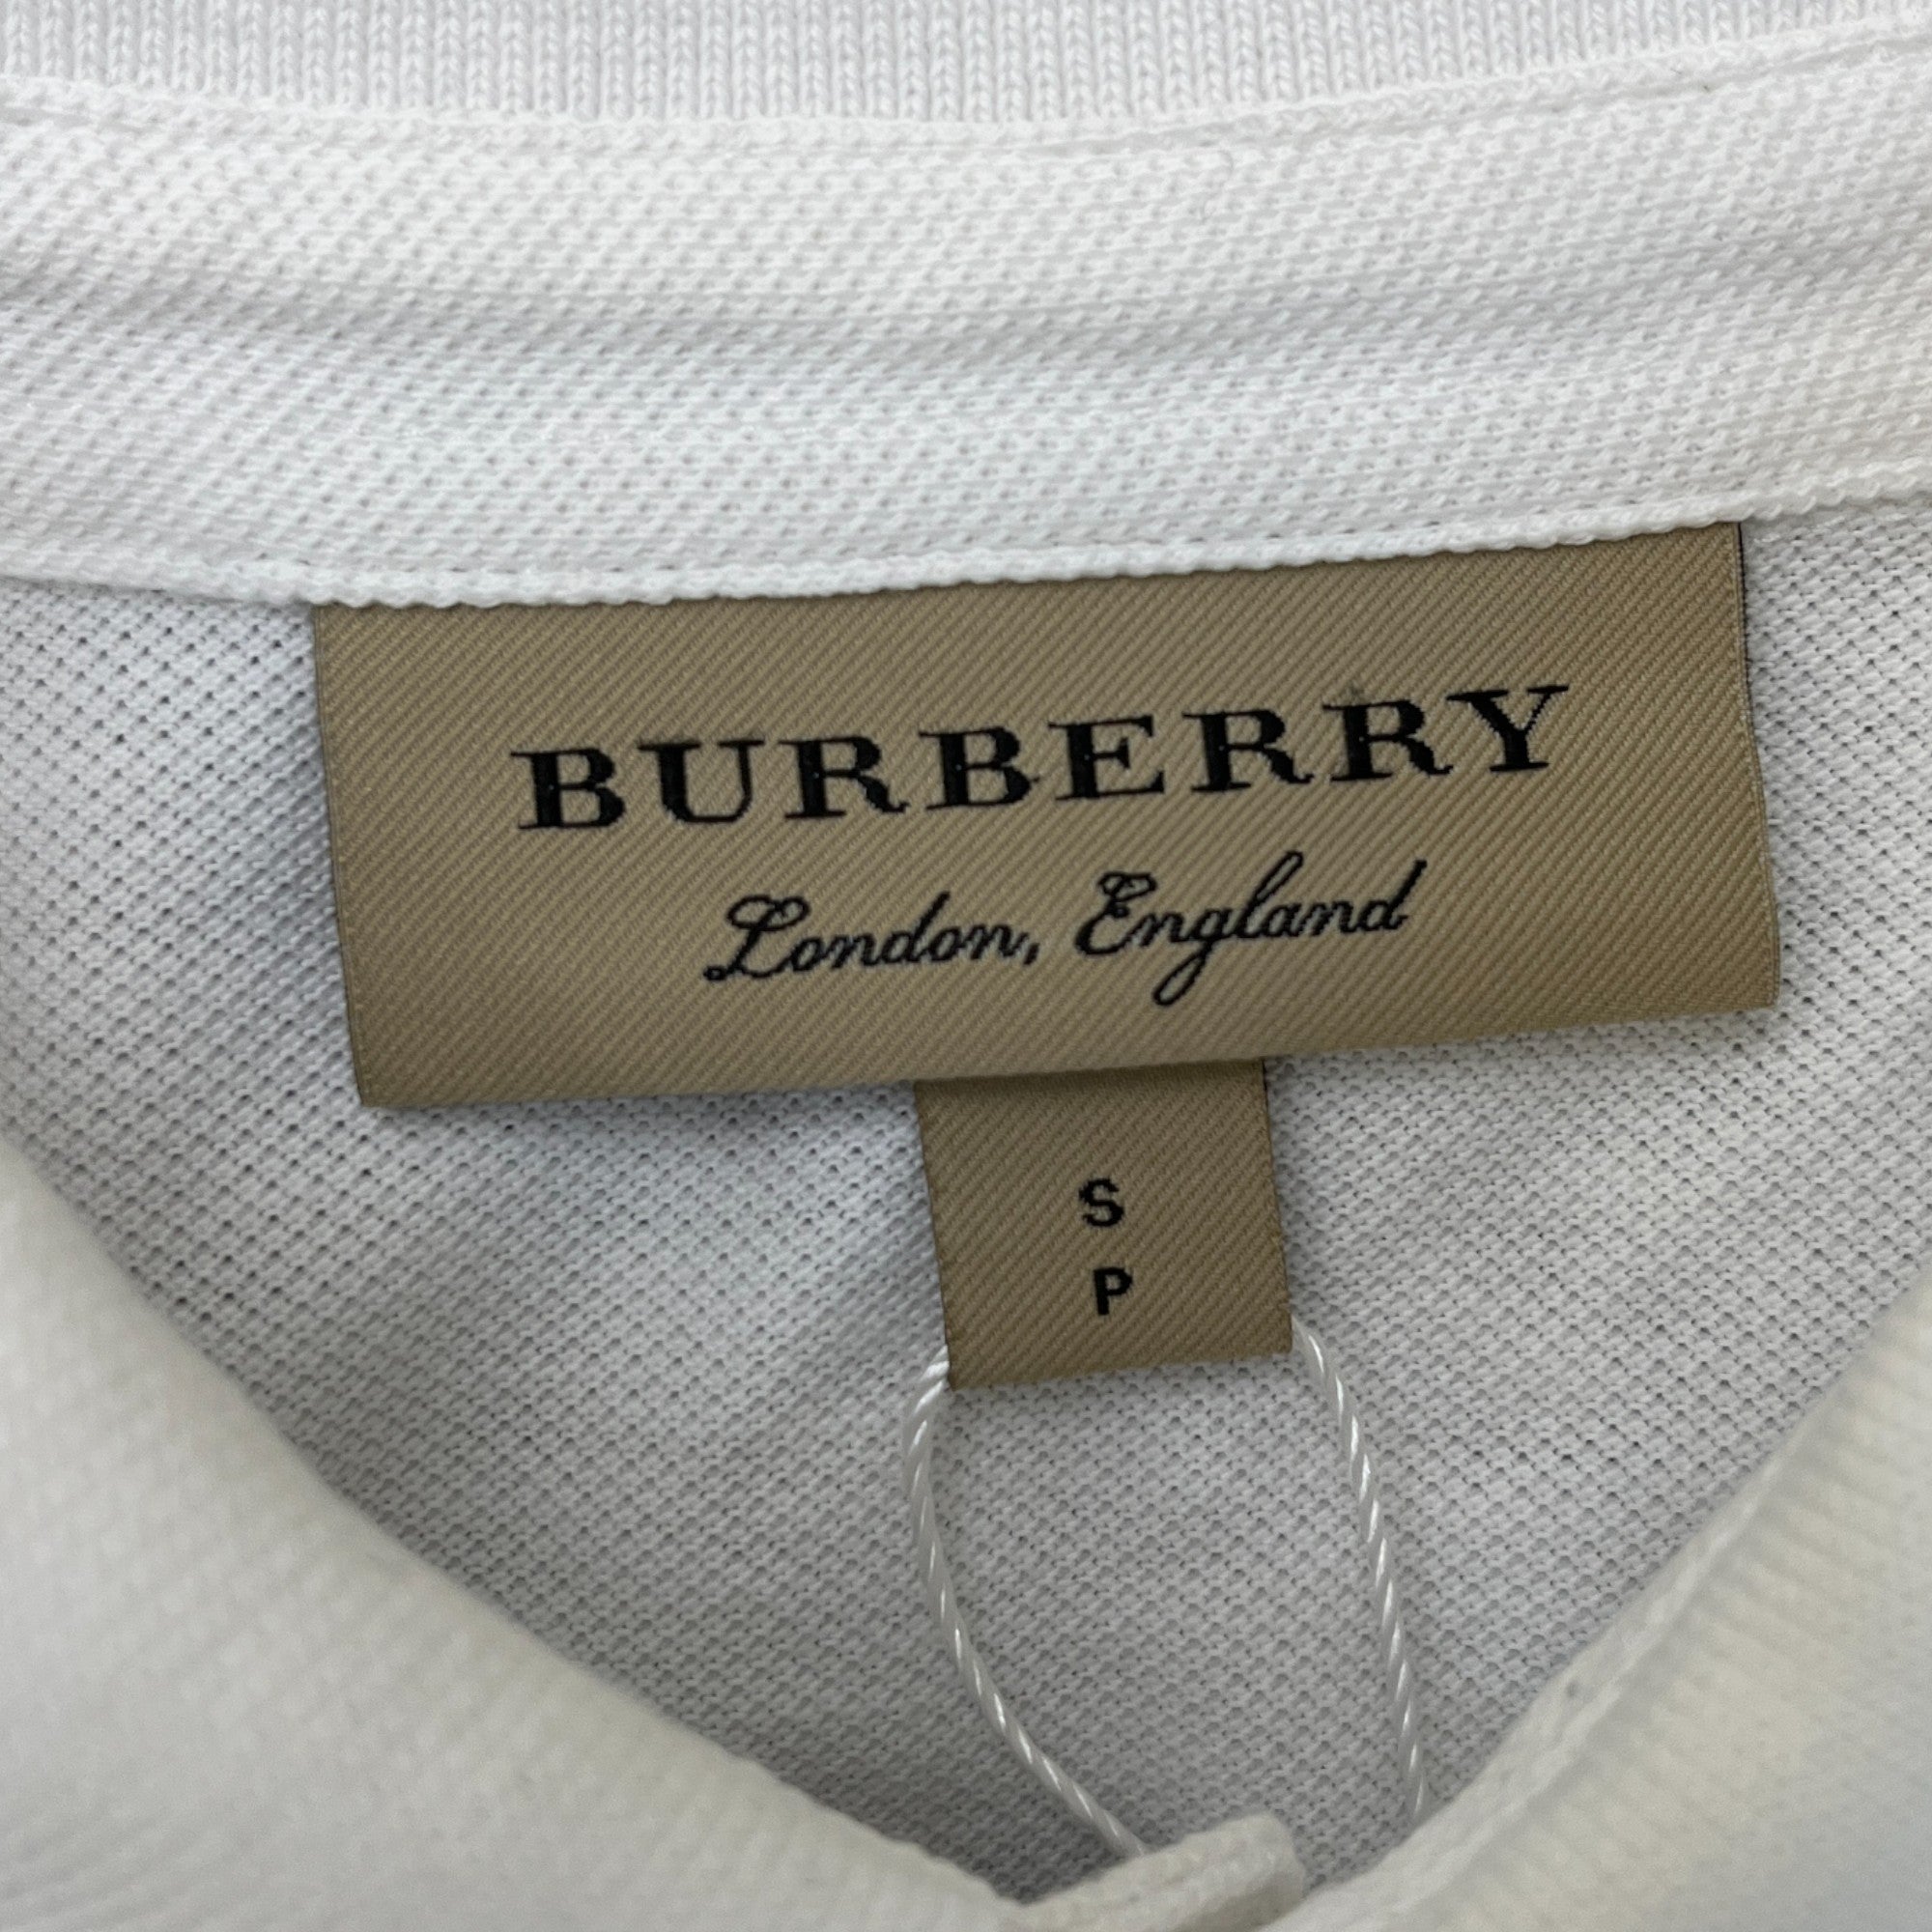 BURBERRY
London, England
S
P